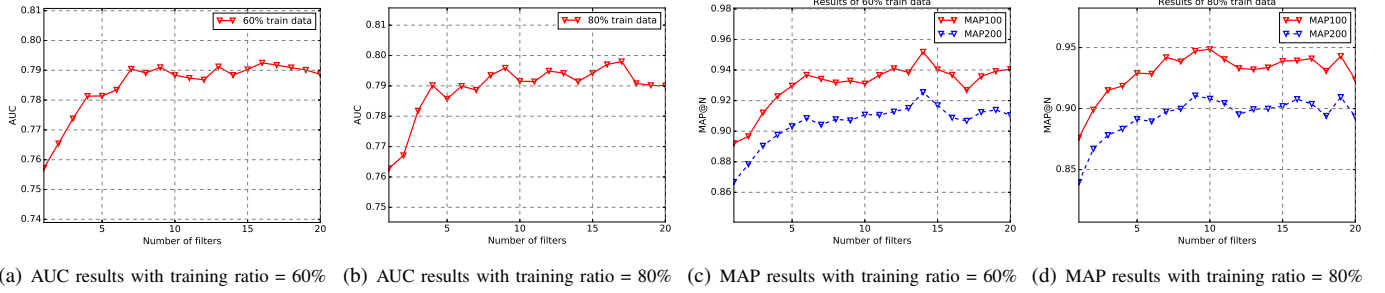 0.81
0.80
0.79
0.78
0.77
0.76
0.75
0.74
AUC
5
10
15
20
Number of filters
60% train data
(a) AUC results with training ratio = 60%
0.81
0.80
0.79
0.78
0.77
0.76
0.75
AUC
5
10
15
20
Number of filters
80% train data
(b) AUC results with training ratio = 80%
Results of 60% train data
0.98
0.96
0.94
0.92
0.90
0.88
0.86
MAP@N
5
10
15
20
Number of filters
MAP100
MAP200
(c) MAP results with training ratio = 60%
Results of 80% train data
0.95
0.90
0.85
MAP@N
5
10
15
20
Number of filters
MAP100
MAP200
(d) MAP results with training ratio = 80%